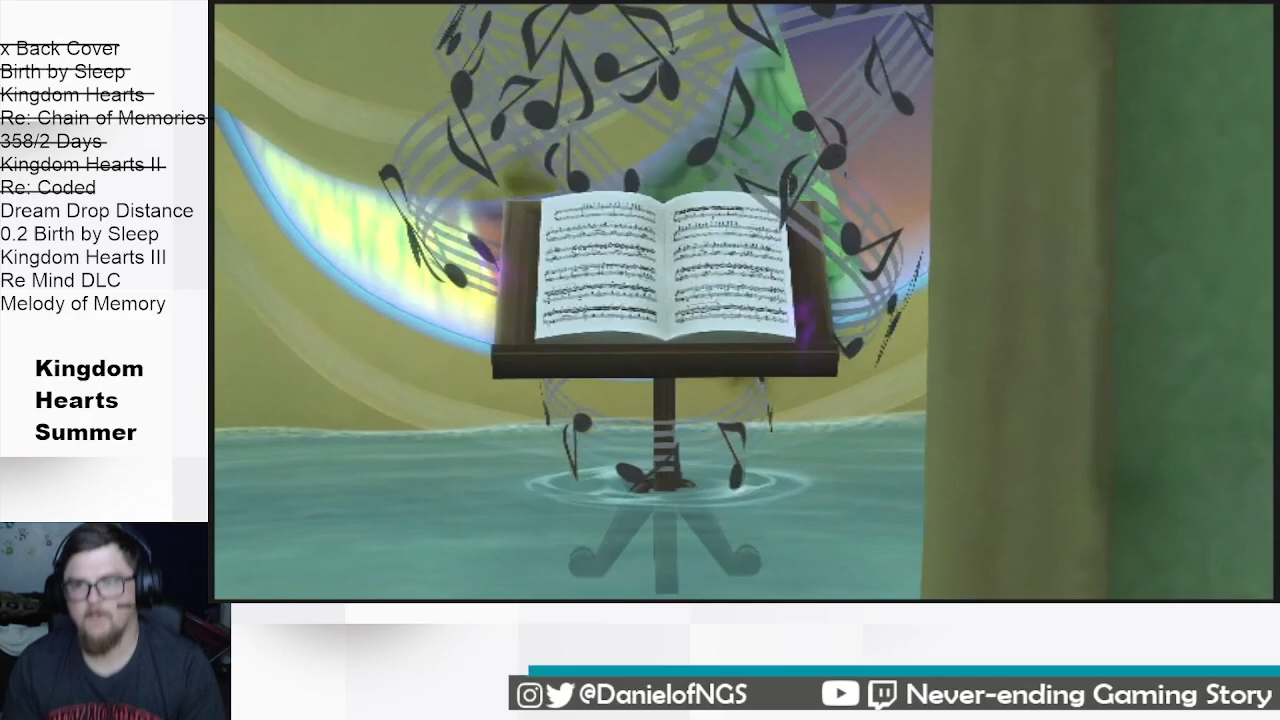 x Back Cover
Birth by Sleep
Kingdom Hearts
Re: Chain of Memories
358/2 Days
Kingdom Hearts II
Re: Coded
Dream Drop Distance
0.2 Birth by Sleep
Kingdom Hearts III
Re Mind DLC
Melody of Memory
Kingdom
Hearts
Summer
@DanielofNGS
Never-ending Gaming Story